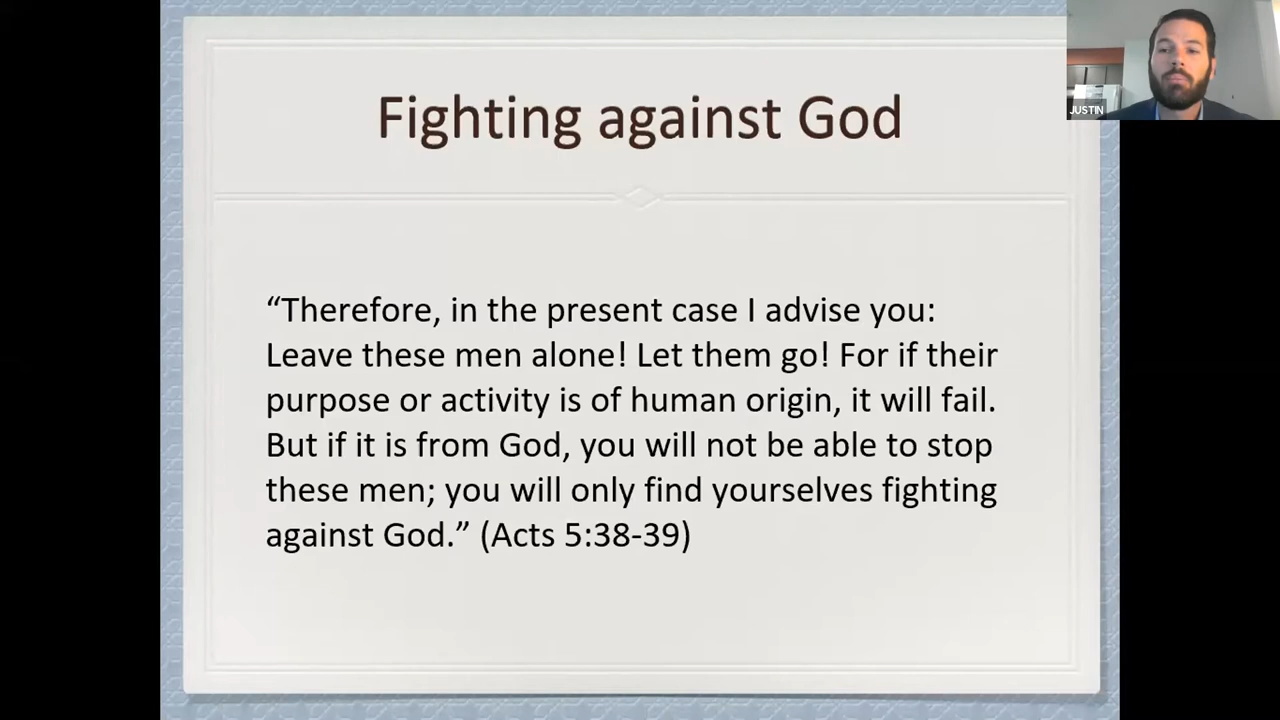 Fighting against God
JUSTIN
“Therefore, in the present case I advise you:
Leave these men alone! Let them go! For if their
purpose or activity is of human origin, it will fail.
But if it is from God, you will not be able to stop
these men; you will only find yourselves fighting
against God.” (Acts 5:38-39)